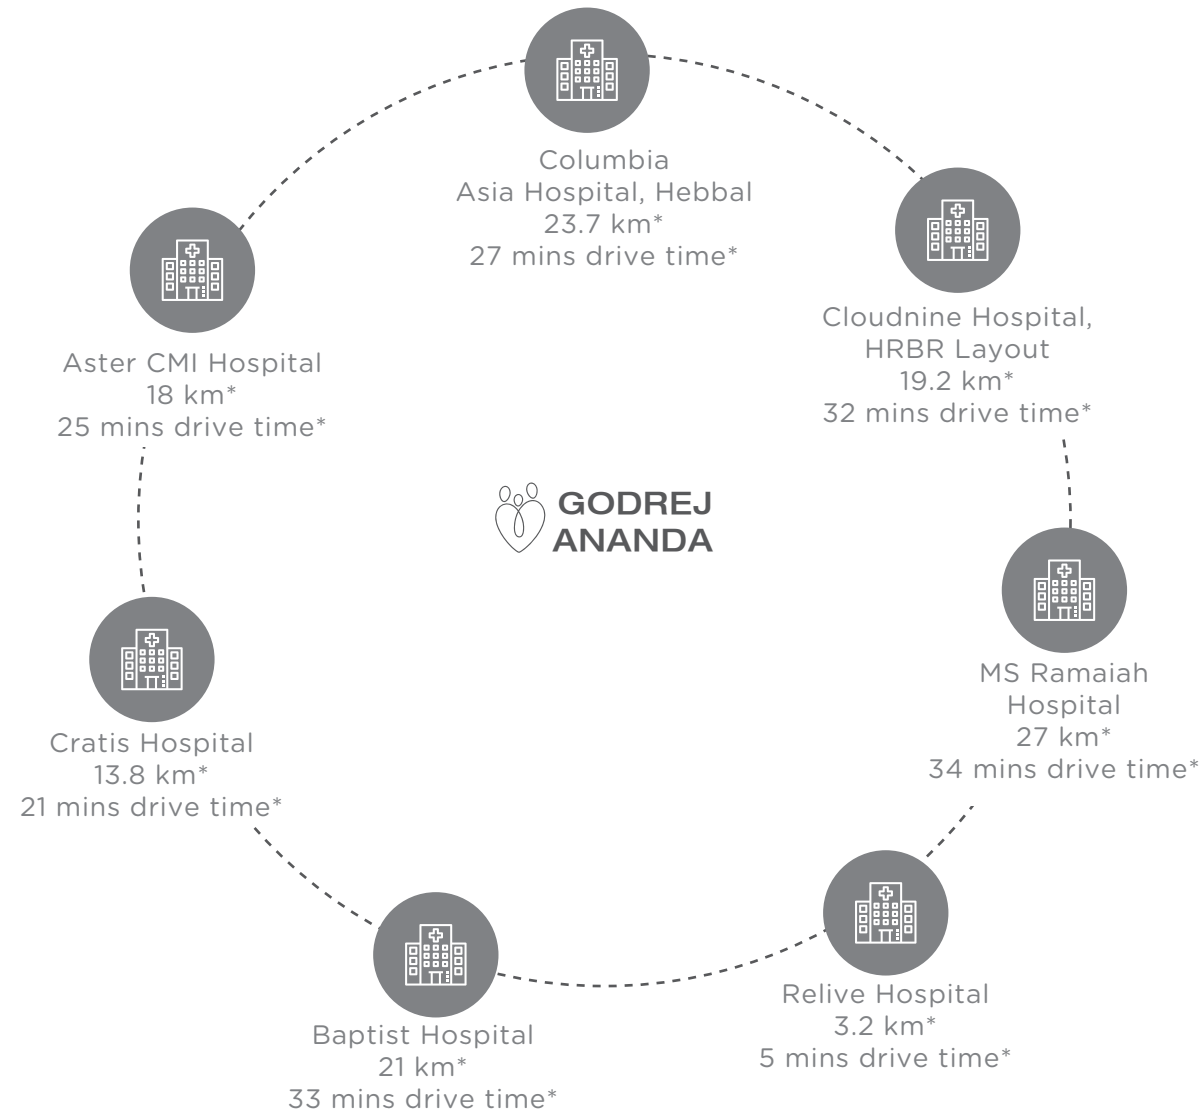 Columbia
Asia Hospital, Hebbal
23.7 km*
27 mins drive time*
Cloudnine Hospital,
HRBR Layout
19.2 km*
32 mins drive time*
Aster CMI Hospital
18 km*
25 mins drive time*
GODREJ
ANANDA
MS Ramaiah
Hospital
27 km*
34 mins drive time*
Cratis Hospital
13.8 km*
21 mins drive time*
Relive Hospital
3.2 km*
5 mins drive time*
Baptist Hospital
21 km*
33 mins drive time*